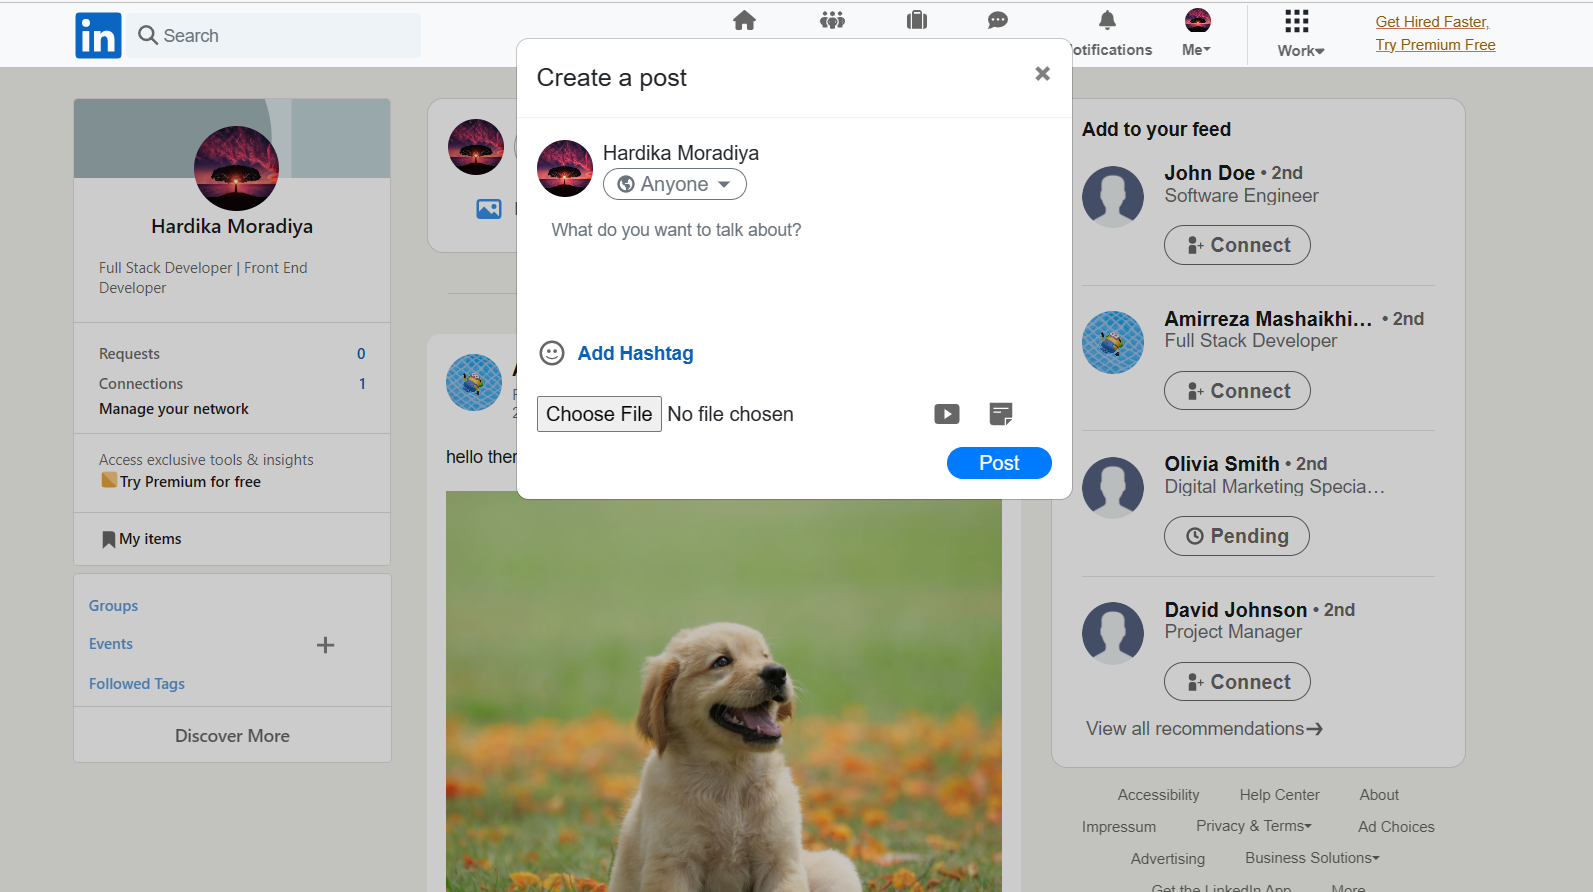 in
Search
otifications
Me
Work
Get Hired Faster,
Try Premium Free
Hardika Moradiya
Full Stack Developer | Front End
Developer
Requests 0
Connections 1
Manage your network
Access exclusive tools & insights
Try Premium for free
My items
Groups
Events
Followed Tags
Discover More
hello ther
Create a post
Hardika Moradiya
Anyone
What do you want to talk about?
Add Hashtag
Choose File No file chosen
Post
Add to your feed
John Doe • 2nd
Software Engineer
Connect
Amirreza Mashaikhi... • 2nd
Full Stack Developer
Connect
Olivia Smith • 2nd
Digital Marketing Specia...
Pending
David Johnson • 2nd
Project Manager
Connect
View all recommendations→
Accessibility Help Center About
Impressum Privacy & Terms Ad Choices
Advertising Business Solutions
Get the LinkedIn App More